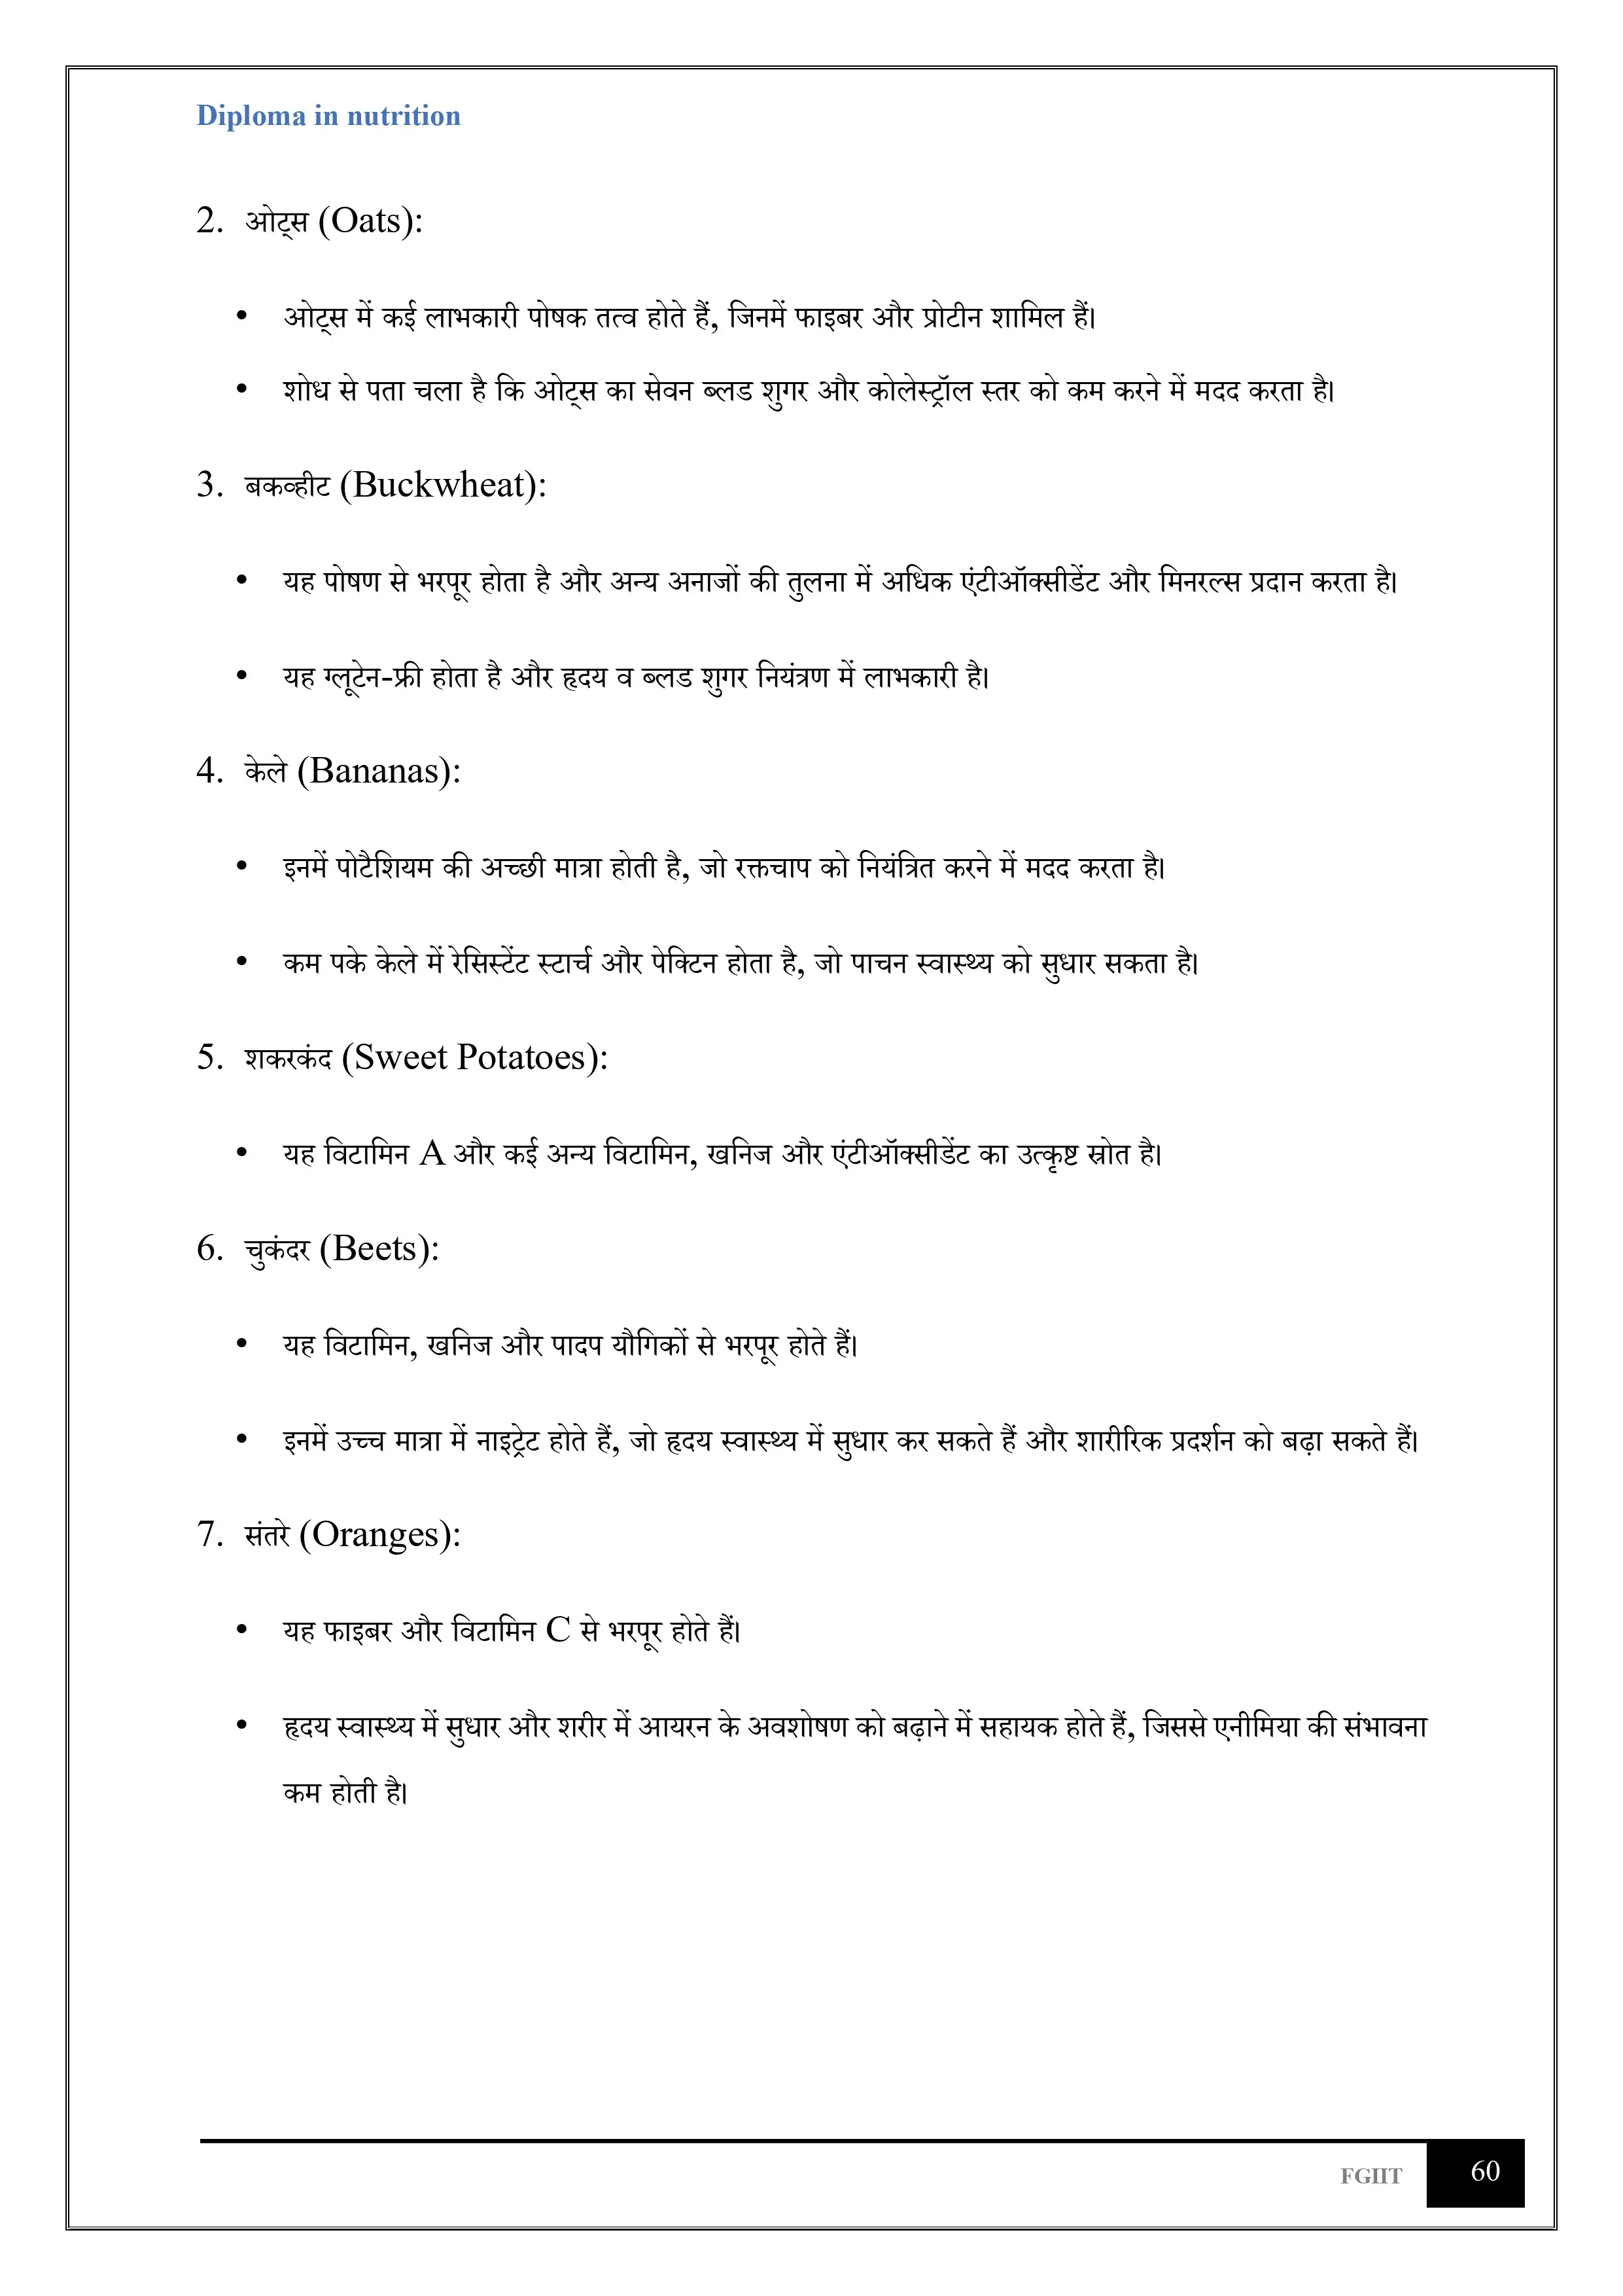 Diploma in nutrition
2. ओट्स (Oats):
• ओट्स में कई लाभकारी पोषक तत्व होते हैं, जिनमें फाइबर और प्रोटीन शामिल हैं।
• शोध से पता चला है कि ओट्स का सेवन ब्लड शुगर और कोलेस्ट्रॉल स्तर को कम करने में मदद करता है।
3. बकव्हीट (Buckwheat):
• यह पोषण से भरपूर होता है और अन्य अनाजों की तुलना में अधिक एंटीऑक्सीडेंट और मिनरल्स प्रदान करता है।
• यह ग्लूटेन-फ्री होता है और हृदय व ब्लड शुगर नियंत्रण में लाभकारी है।
4. केले (Bananas):
• इनमें पोटैशियम की अच्छी मात्रा होती है, जो रक्तचाप को नियंत्रित करने में मदद करता है।
• कम पके केले में रेसिस्टेंट स्टार्च और पेक्टिन होता है, जो पाचन स्वास्थ्य को सुधार सकता है।
5. शकरकंद (Sweet Potatoes):
• यह विटामिन A और कई अन्य विटामिन, खनिज और एंटीऑक्सीडेंट का उत्कृष्ट स्रोत है।
6. चुकंदर (Beets):
• यह विटामिन, खनिज और पादप यौगिकों से भरपूर होते हैं।
• इनमें उच्च मात्रा में नाइट्रेट होते हैं, जो हृदय स्वास्थ्य में सुधार कर सकते हैं और शारीरिक प्रदर्शन को बढ़ा सकते हैं।
7. संतरे (Oranges):
• यह फाइबर और विटामिन C से भरपूर होते हैं।
• हृदय स्वास्थ्य में सुधार और शरीर में आयरन के अवशोषण को बढ़ाने में सहायक होते हैं, जिससे एनीमिया की संभावना
कम होती है।
FGIIT 60